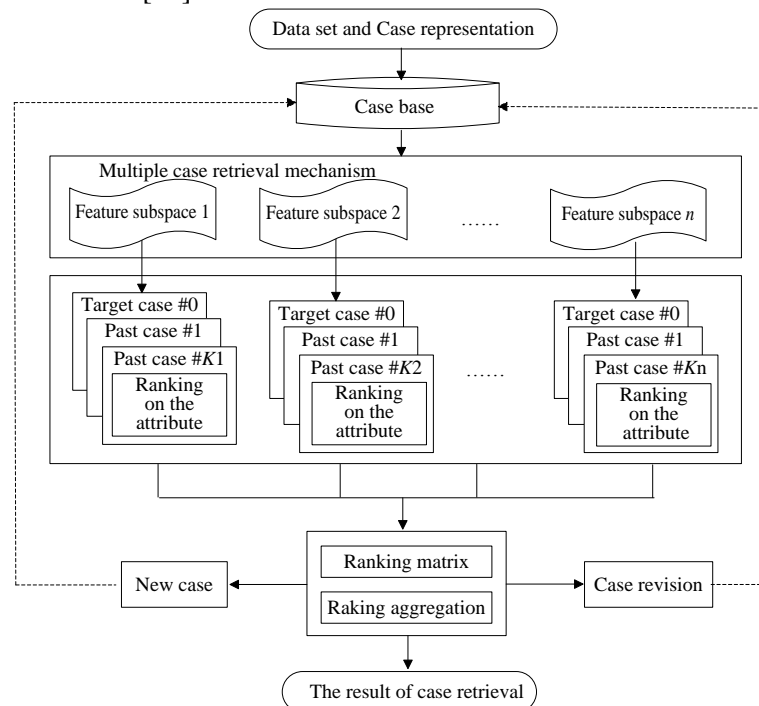 Data set and Case representation
Case base
Multiple case retrieval mechanism
Feature subspace 1
Feature subspace 2
......
Feature subspace n
Target case #0
Past case #1
Past case #K1
Ranking
on the
attribute
Target case #0
Past case #1
Past case #K2
Ranking
on the
attribute
......
Target case #0
Past case #1
Past case #Kn
Ranking
on the
attribute
Ranking matrix
Raking aggregation
New case
Case revision
The result of case retrieval